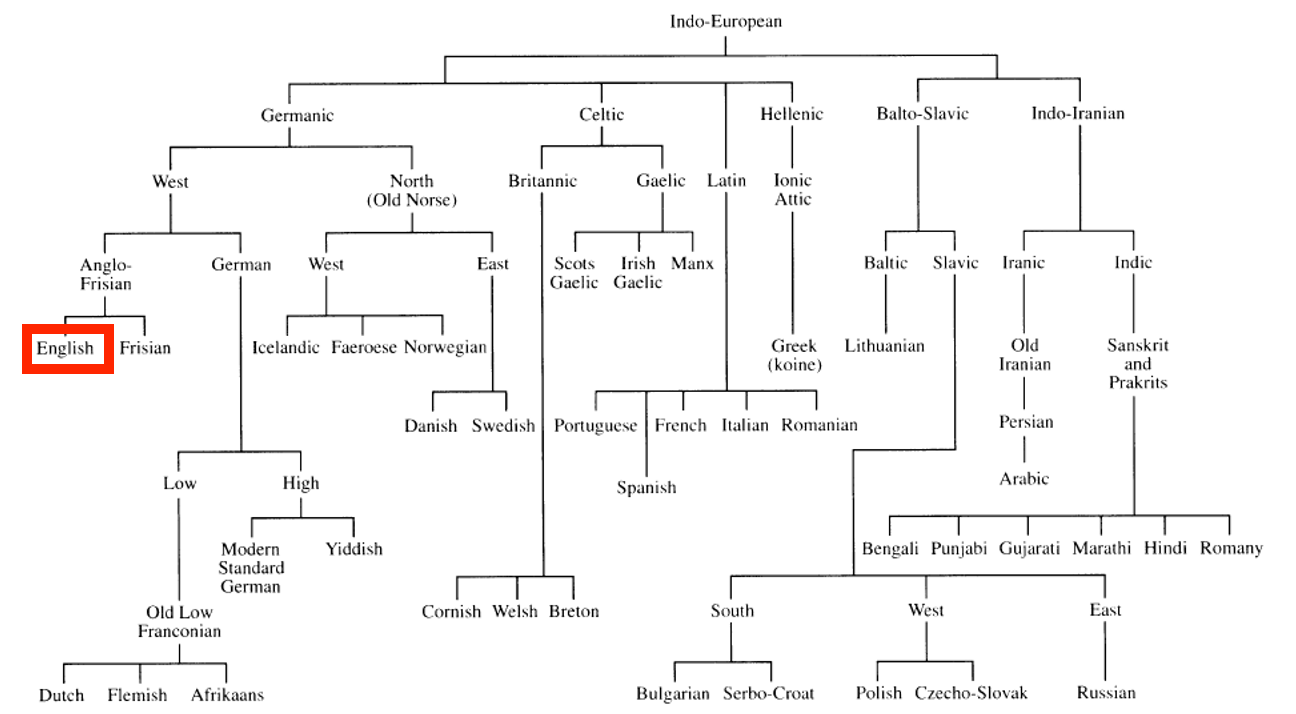 Indo-European
Germanic
Celtic
Hellenic
Balto-Slavic
Indo-Iranian
West
North
(Old Norse)
Britannic
Gaelic
Latin
Ionic
Attic
Anglo-
Frisian
German
West
East
Scots
Gaelic
Irish
Gaelic
Manx
Baltic
Slavic
Iranic
Indic
English
Frisian
Icelandic
Faeroese
Norwegian
Greek
(koine)
Lithuanian
Old
Iranian
Sanskrit
and
Prakrits
Danish
Swedish
Portuguese
French
Italian
Romanian
Persian
Spanish
Arabic
Low
High
Modern
Standard
German
Yiddish
Bengali
Punjabi
Gujarati
Marathi
Hindi
Romany
Old Low
Franconian
Cornish
Welsh
Breton
South
West
East
Dutch
Flemish
Afrikaans
Bulgarian
Serbo-Croat
Polish
Czecho-Slovak
Russian